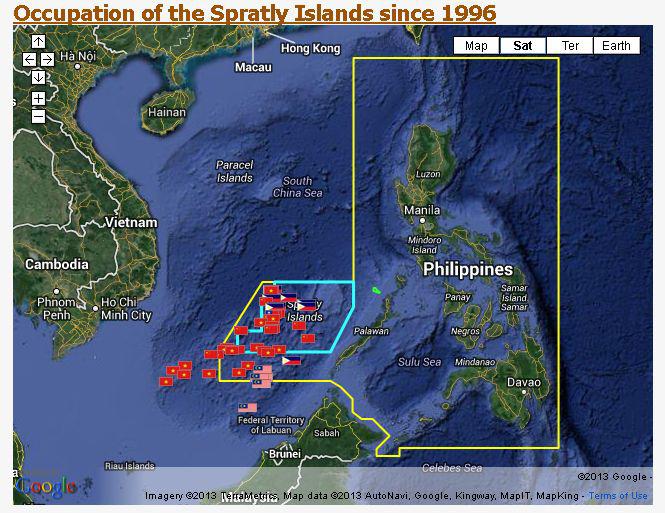 Occupation of the Spratly Islands since 1996
Map
Sat
Ter
Earth
Hà Nội
Macau
Hong Kong
Hainan
Paracel
Islands
South
China Sea
Luzon
Manila
Mindoro
Island
Philippines
Vietnam
Cambodia
Phnom
Penh
Ho Chi
Minh City
Spratly
Islands
Palawan
Panay
Samar
Island,
Samar
Negros
Sulu Sea
Mindanao
Davao
Federal Territory
of Labuan
Sabah
Brunei
Riau Islands
Celebes Sea
Malaysia
Google
©2013 Google -
Imagery ©2013 TerraMetrics, Map data ©2013 AutoNavi, Google, Kingway, MapIT, MapKing - Terms of Use